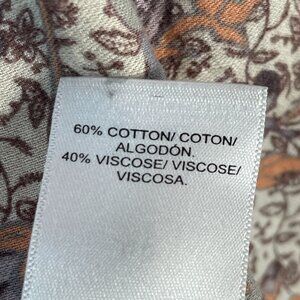 60% COTTON/ COTON/
ALGODÓN.
40% VISCOSE/ VISCOSE/
VISCOSA.